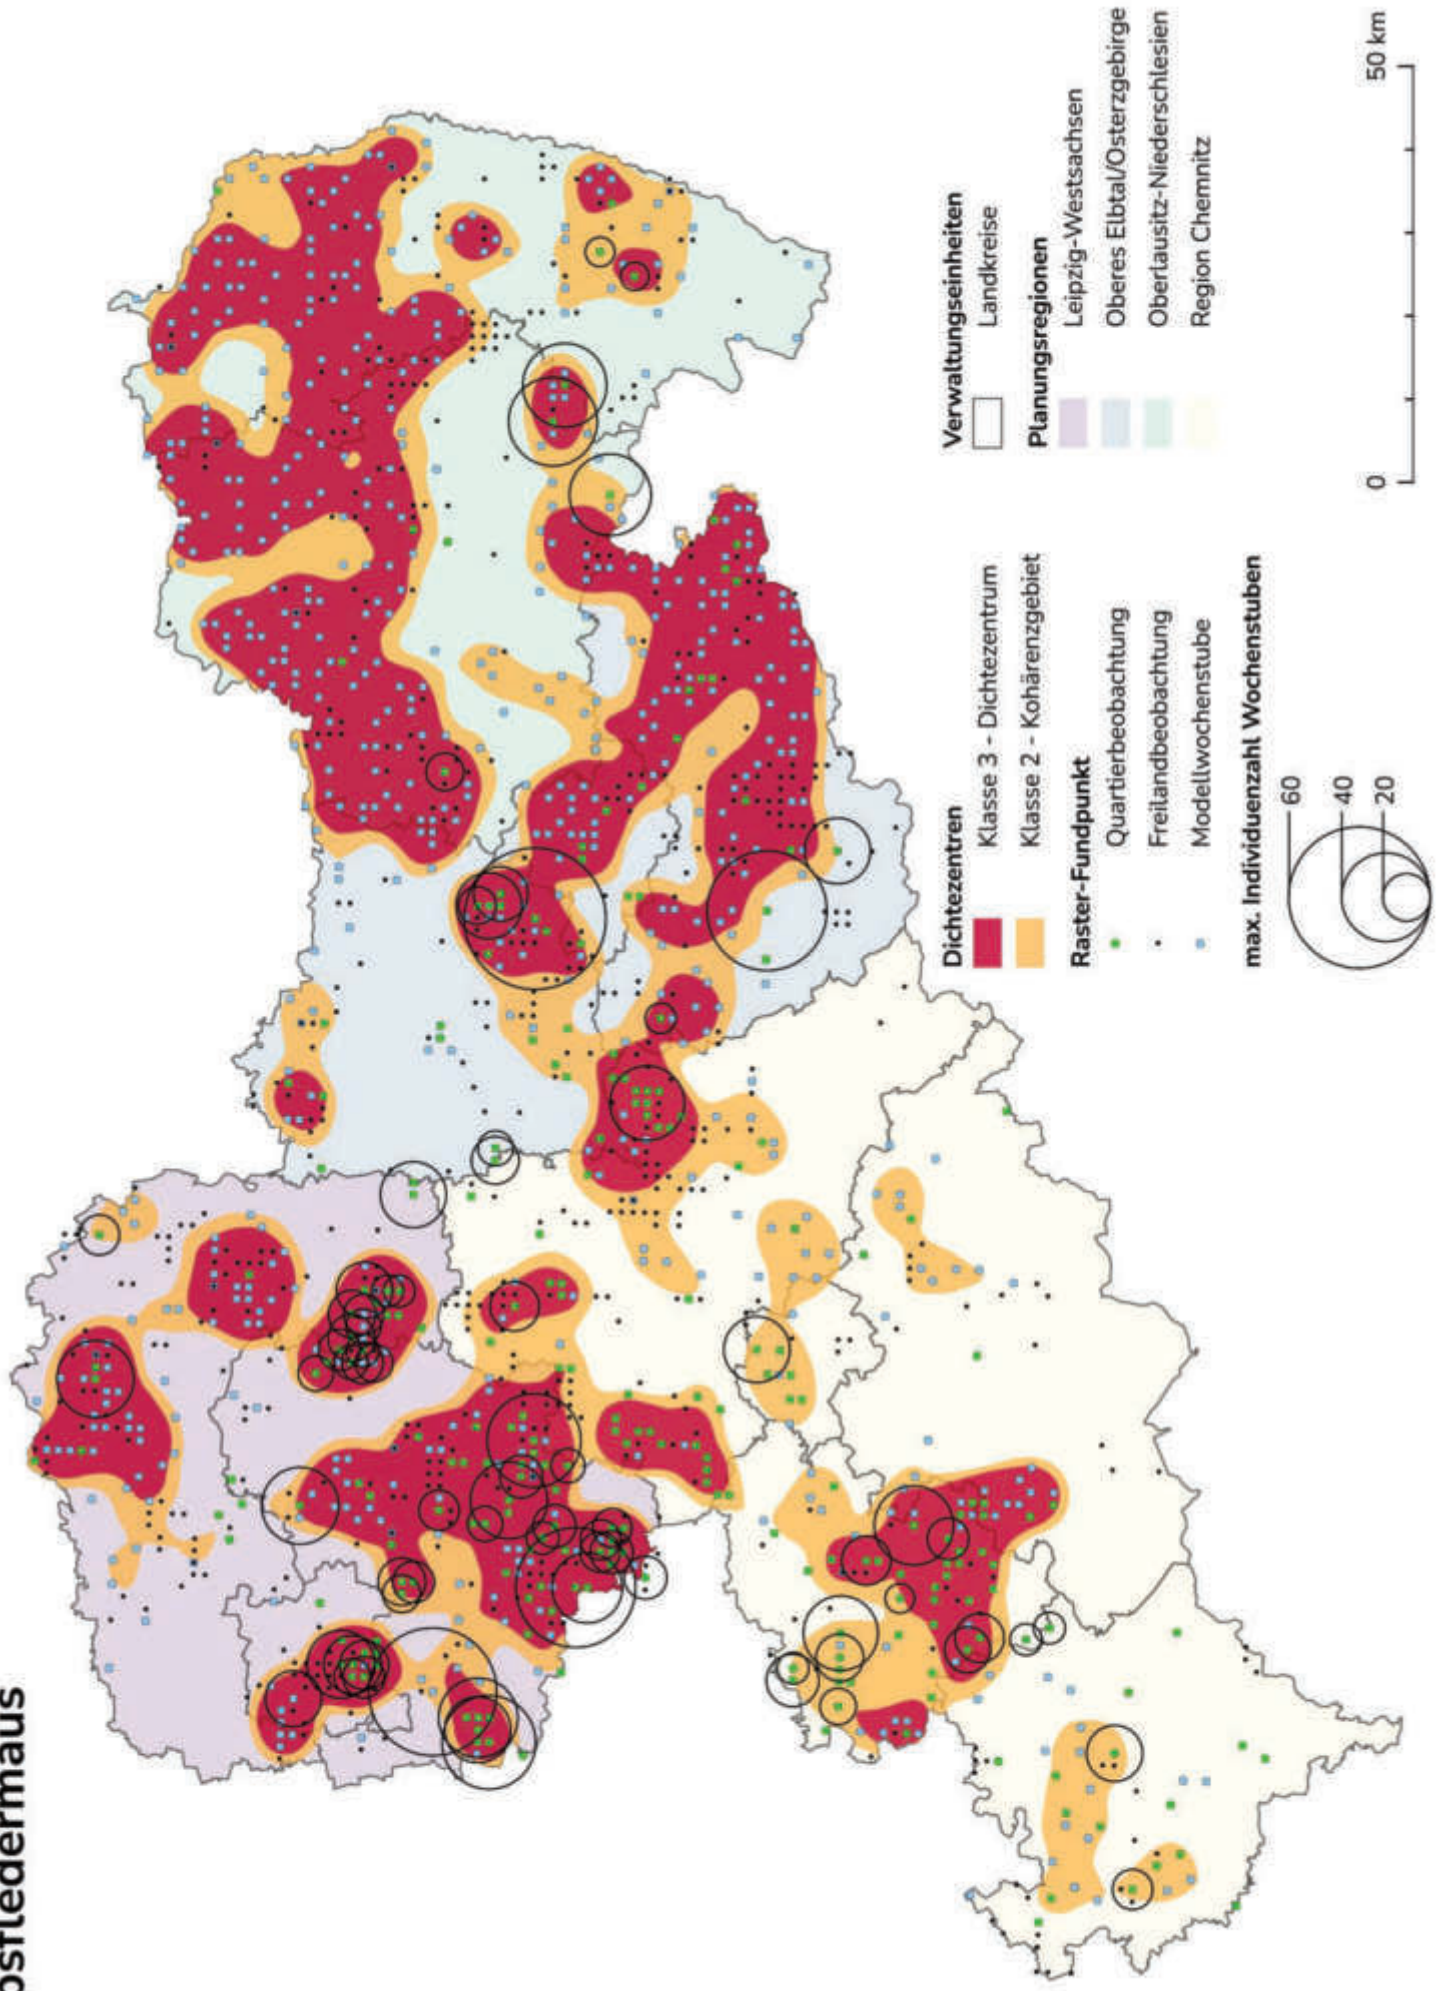 Dichtezentren
Klasse 3 – Dichtezentrum
Klasse 2 – Kohärenzgebiet
Raster-Fundpunkt
Quartierbeobachtung
Freilandbeobachtung
Modellwochenstube
max. Individuenzahl Wochenstuben
60
40
20
Verwaltungseinheiten
Landkreise
Planungsregionen
Leipzig-Westsachsen
Oberes Elbtal/Osterzgebirge
Oberlausitz-Niederschlesien
Region Chemnitz
0
50 km